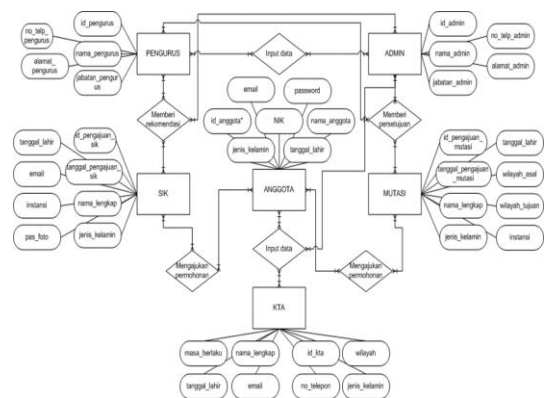 id_pengurus
no_telp_
pengurus
nama_pengurus
alamat_
pengurus
jabatan_pengur
us
PENGURUS
Input data
ADMIN
id_admin
no_telp_admin
nama_admin
alamat_admin
jabatan_admin
Memberi
rekomendasi
email
password
id_anggota*
NIK
nama_anggota
jenis_kelamin
tanggal_lahir
ANGGOTA
Memberi
persetujuan
id_pengajuan_
sik
tanggal_lahir
tanggal_pengajuan_
sik
email
instansi
nama_lengkap
pas_foto
jenis_kelamin
SIK
MUTASI
id_pengajuan_
mutasi
tanggal_lahir
tanggal_pengajuan
_mutasi
wilayah_asal
nama_lengkap
wilayah_tujuan
jenis_kelamin
instansi
Mengajukan
permohonan
Input data
Mengajukan
permohonan
KTA
masa_berlaku
nama_lengkap
id_kta
wilayah
tanggal_lahir
email
no_telepon
jenis_kelamin